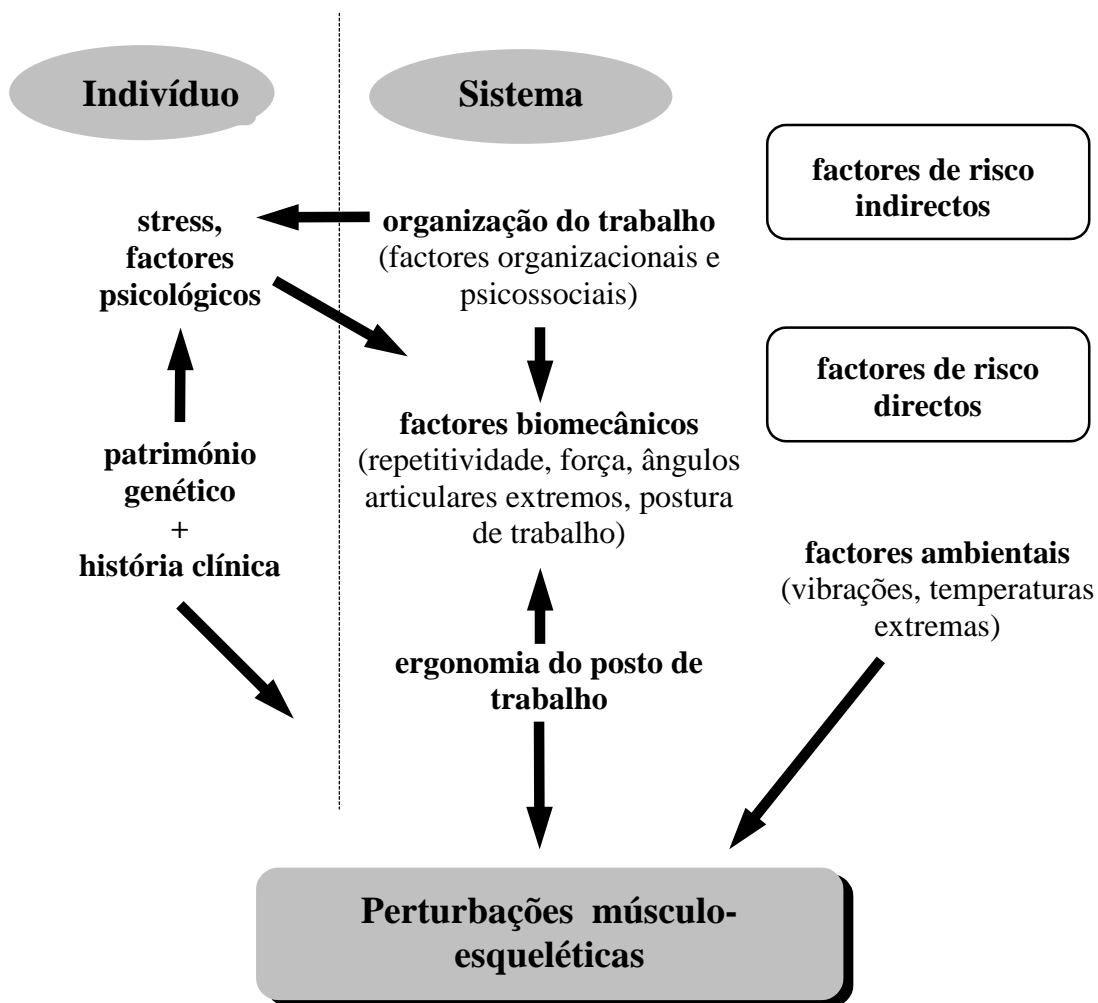 Indivíduo
Sistema
factores de risco
indirectos
stress,
factores
psicológicos
organização do trabalho
(factores organizacionais e
psicossociais)
factores de risco
directos
factores biomecânicos
(repetitividade, força, ângulos
articulares extremos, postura
de trabalho)
património
genético
+
história clínica
factores ambientais
(vibrações, temperaturas
extremas)
ergonomia do posto de
trabalho
Perturbações músculo-
esqueléticas